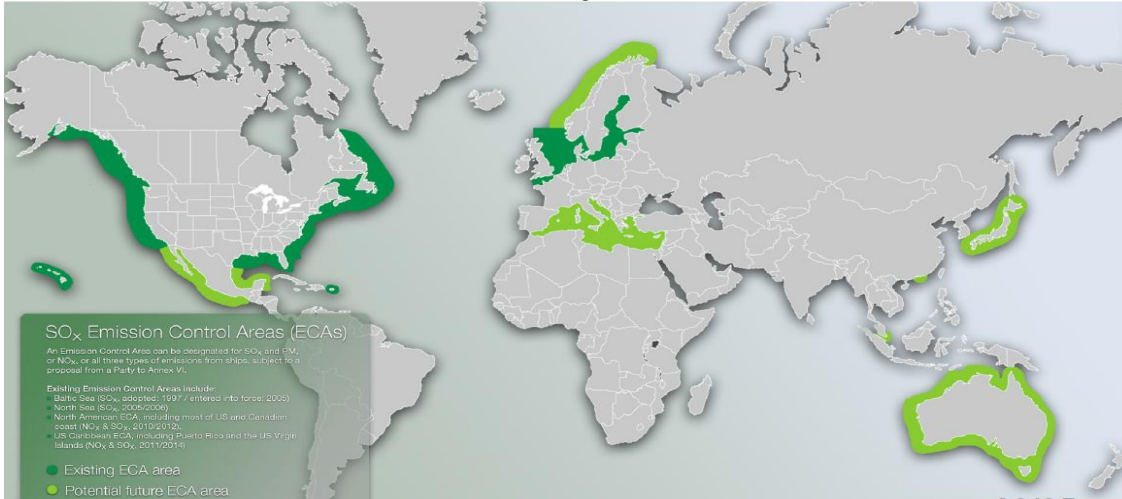 SOx Emission Control Areas (ECAs)
An Emission Control Area can be designated for SOx and PM,
or NOx, or all three types of emissions from ships, subject to a
proposal from a Party to Annex VI.
Existing Emission Control Areas include:
Baltic Sea (SOx, adopted: 1997 / entered into force: 2005)
North Sea (SOx, 2005/2006)
North American ECA, including most of US and Canadian
coast (NOx & SOx, 2010/2012).
US Caribbean ECA, including Puerto Rico and the US Virgin
Islands (NOx & SOx, 2011/2014)
Existing ECA area
Potential future ECA area